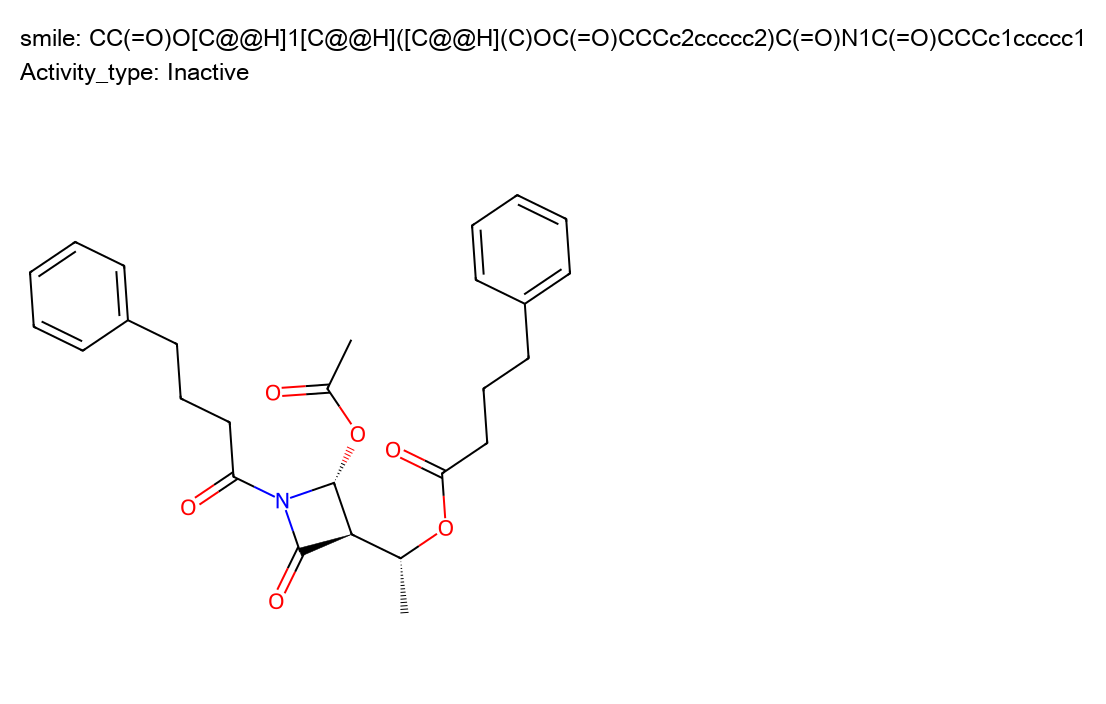 smile: CC(=O)O[C@@H]1[C@@H]([C@@H](C)OC(=O)CCCc2ccccc2)C(=O)N1C(=O)CCCc1ccccc1
Activity_type: Inactive
O
O
O
O
N
O
O